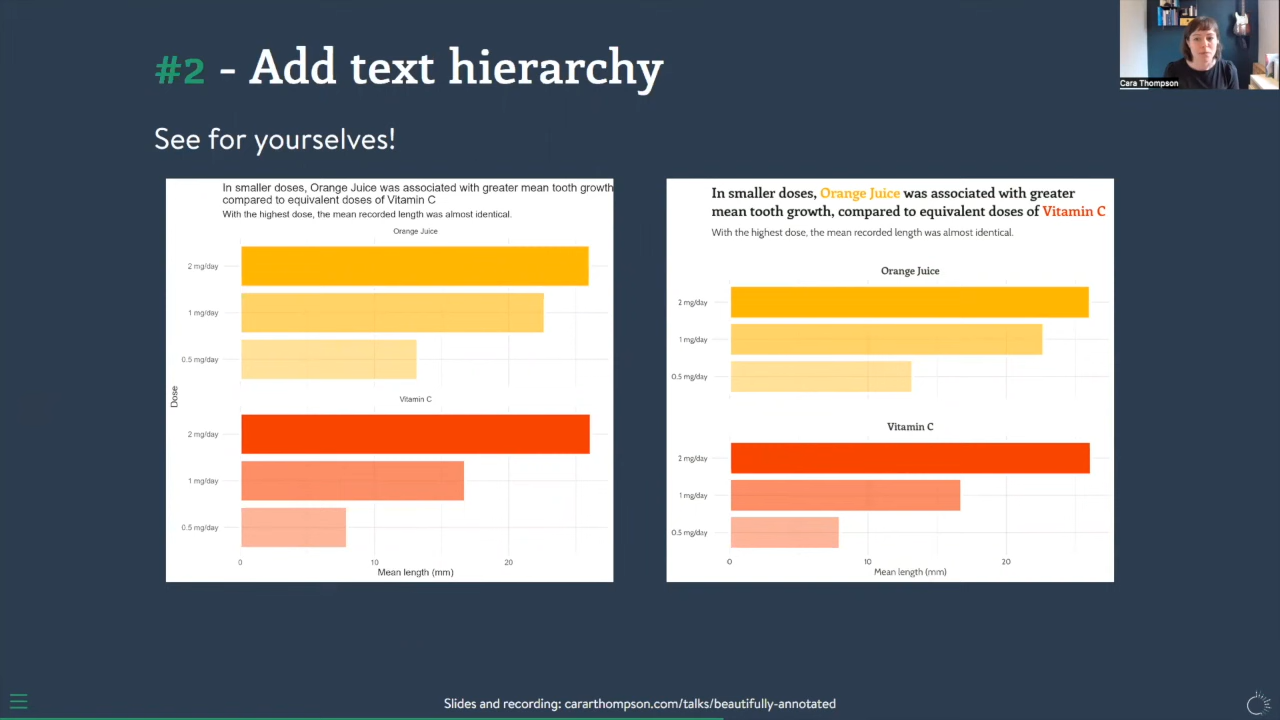 #2 - Add text hierarchy
Cara Thompson
See for yourselves!
In smaller doses, Orange Juice was associated with greater mean tooth growth
compared to equivalent doses of Vitamin C
With the highest dose, the mean recorded length was almost identical.
Orange Juice
2 mg/day
1 mg/day
0.5 mg/day
Dose
Vitamin C
2 mg/day
1 mg/day
0.5 mg/day
0 10 20
Mean length (mm)
In smaller doses, Orange Juice was associated with greater
mean tooth growth, compared to equivalent doses of Vitamin C
With the highest dose, the mean recorded length was almost identical.
Orange Juice
2 mg/day
1 mg/day
0.5 mg/day
Vitamin C
2 mg/day
1 mg/day
0.5 mg/day
0 10 20
Mean length (mm)
Slides and recording: cararthompson.com/talks/beautifully-annotated